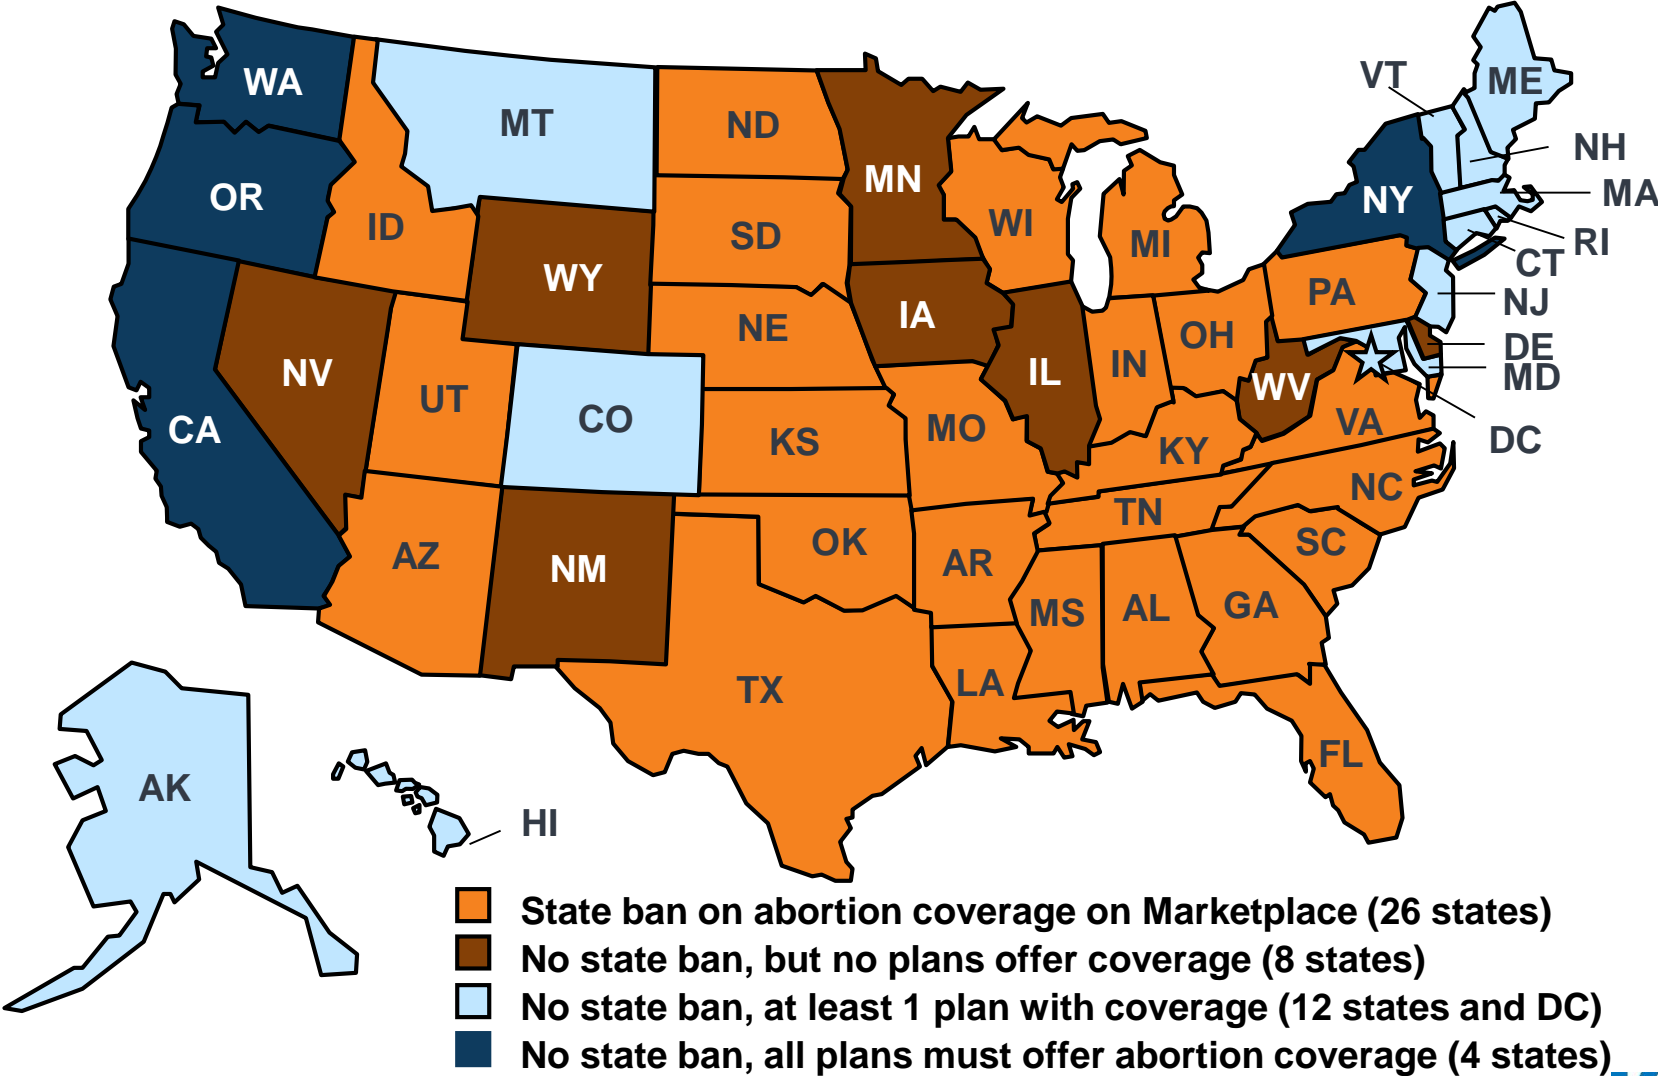 WA
MT
ND
MN
VT
ME
NH
OR
ID
SD
WI
MI
NY
MA
RI
WY
CT
PA
NJ
NE
IA
OH
DE
NV
UT
CO
IL
IN
WV
MD
CA
KS
MO
KY
VA
DC
AZ
NM
OK
AR
TN
NC
SC
MS
AL
GA
TX
LA
FL
AK
HI
State ban on abortion coverage on Marketplace (26 states)
No state ban, but no plans offer coverage (8 states)
No state ban, at least 1 plan with coverage (12 states and DC)
No state ban, all plans must offer abortion coverage (4 states)